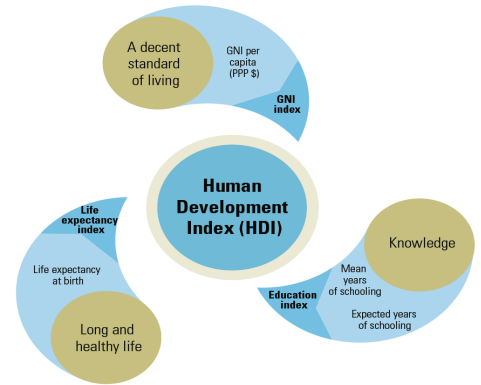 A decent
standard
of living
GNI per
capita
(PPP $)
GNI
index
Human
Development
Index (HDI)
Life
expectancy
index
Life expectancy
at birth
Long and
healthy life
Knowledge
Mean
years
of schooling
Expected years
of schooling
Education
index